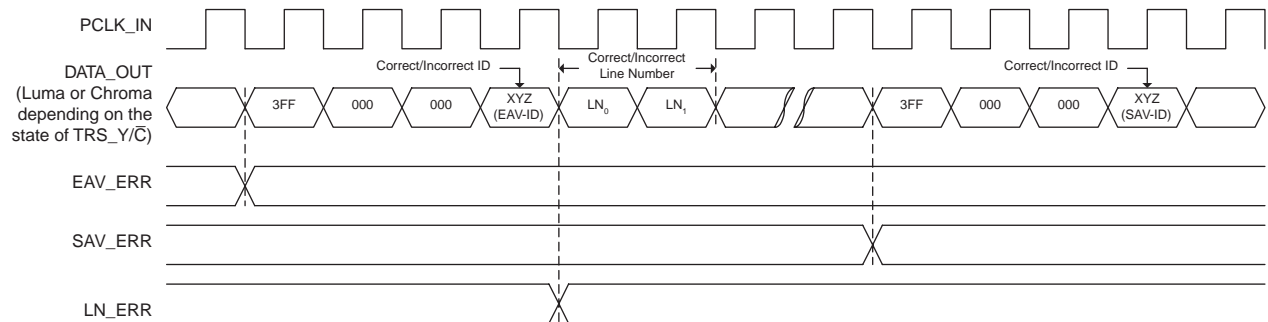 PCLK_IN
DATA_OUT
(Luma or Chroma
depending on the
state of TRS_Y/C̅)
Correct/Incorrect ID
Correct/Incorrect
Line Number
Correct/Incorrect ID
3FF 000 000 XYZ
(EAV-ID) LN₀ LN₁ 3FF 000 000 XYZ
(SAV-ID)
EAV_ERR
SAV_ERR
LN_ERR